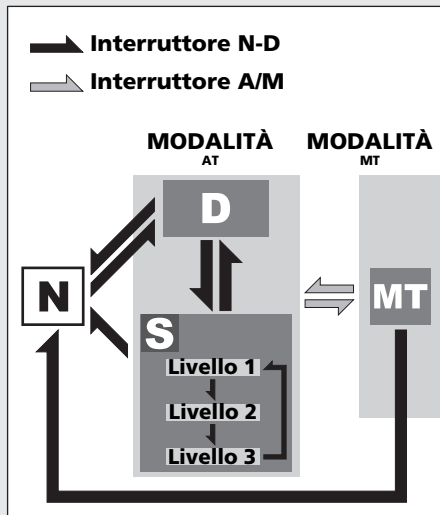 Interruttore N-D
Interruttore A/M
MODALITÀ MODALITÀ
AT MT
D
N
MT
S
Livello 1
Livello 2
Livello 3